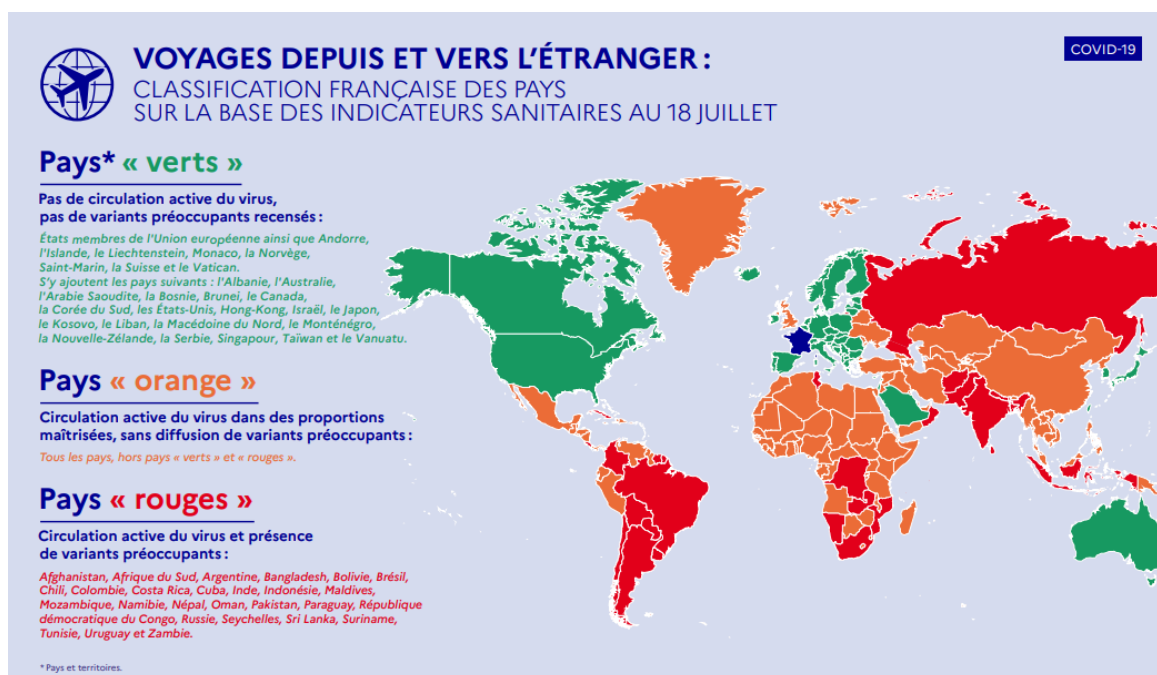 COVID-19
VOYAGES DEPUIS ET VERS L'ÉTRANGER :
CLASSIFICATION FRANÇAISE DES PAYS
SUR LA BASE DES INDICATEURS SANITAIRES AU 18 JUILLET
Pays* « verts »
Pas de circulation active du virus,
pas de variants préoccupants recensés :
États membres de l'Union européenne ainsi que Andorre,
l'Islande, le Liechtenstein, Monaco, la Norvège,
Saint-Marin, la Suisse et le Vatican.
S'y ajoutent les pays suivants : l'Albanie, l'Australie,
l'Arabie Saoudite, la Bosnie, Brunei, le Canada,
la Corée du Sud, les États-Unis, Hong-Kong, Israël, le Japon,
le Kosovo, le Liban, la Macédoine du Nord, le Monténégro,
la Nouvelle-Zélande, la Serbie, Singapour, Taïwan et le Vanuatu.
Pays « orange »
Circulation active du virus dans des proportions
maîtrisées, sans diffusion de variants préoccupants :
Tous les pays, hors pays « verts » et « rouges ».
Pays « rouges »
Circulation active du virus et présence
de variants préoccupants :
Afghanistan, Afrique du Sud, Argentine, Bangladesh, Bolivie, Brésil,
Chili, Colombie, Costa Rica, Cuba, Inde, Indonésie, Maldives,
Mozambique, Namibie, Népal, Oman, Pakistan, Paraguay, République
démocratique du Congo, Russie, Seychelles, Sri Lanka, Suriname,
Tunisie, Uruguay et Zambie.
* Pays et territoires.